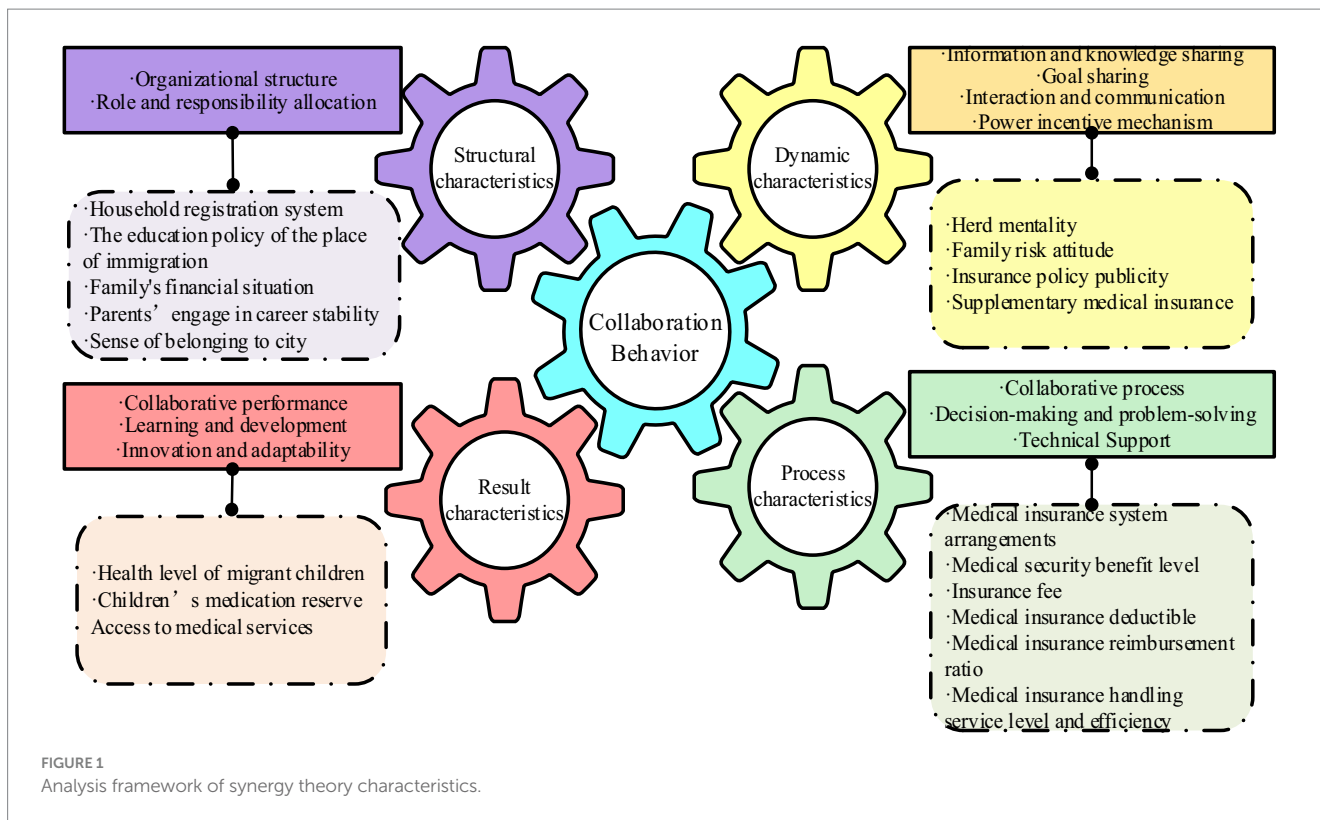 ·Organizational structure
·Role and responsibility allocation
Structural
characteristics
·Household registration system
·The education policy of the place
of immigration
·Family's financial situation
·Parents’ engage in career stability
·Sense of belonging to city
·Information and knowledge sharing
·Goal sharing
·Interaction and communication
·Power incentive mechanism
Dynamic
characteristics
·Herd mentality
·Family risk attitude
·Insurance policy publicity
·Supplementary medical insurance
Collaboration
Behavior
·Collaborative performance
·Learning and development
·Innovation and adaptability
Result
characteristics
·Health level of migrant children
·Children’s medication reserve
Access to medical services
·Collaborative process
·Decision-making and problem-solving
·Technical Support
Process
characteristics
·Medical insurance system
arrangements
·Medical security benefit level
·Insurance fee
·Medical insurance deductible
·Medical insurance reimbursement
ratio
·Medical insurance handling
service level and efficiency
FIGURE 1
Analysis framework of synergy theory characteristics.